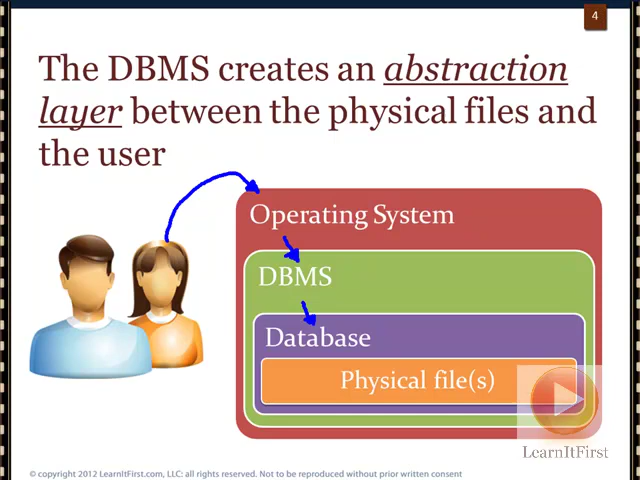 4
The DBMS creates an abstraction
layer between the physical files and
the user
Operating System
DBMS
Database
Physical file(s)
LearnItFirst
© copyright 2012 LearnItFirst.com, LLC: all rights reserved. Not to be reproduced without prior written consent